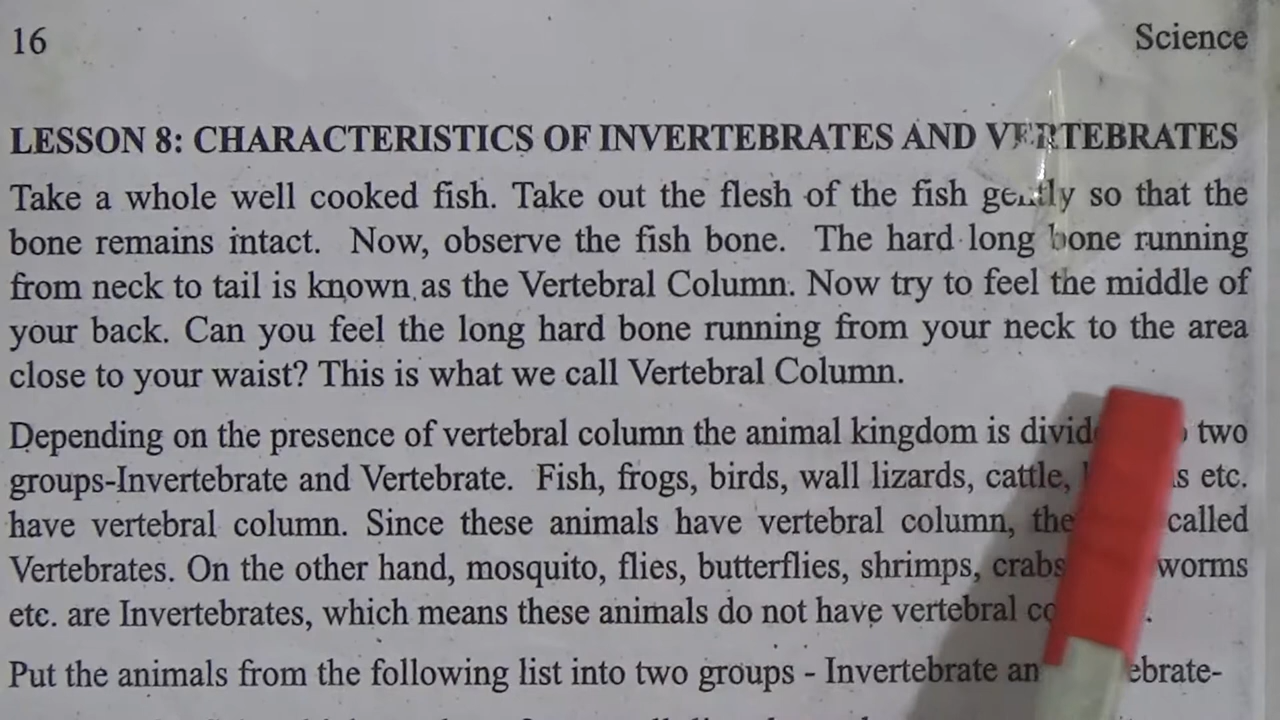 16 Science
LESSON 8: CHARACTERISTICS OF INVERTEBRATES AND VERTEBRATES
Take a whole well cooked fish. Take out the flesh of the fish gently so that the
bone remains intact. Now, observe the fish bone. The hard long bone running
from neck to tail is known as the Vertebral Column. Now try to feel the middle of
your back. Can you feel the long hard bone running from your neck to the area
close to your waist? This is what we call Vertebral Column.
Depending on the presence of vertebral column the animal kingdom is two
groups-Invertebrate and Vertebrate. Fish, frogs, birds, wall lizards, cattle, etc.
have vertebral column. Since these animals have vertebral column, called
Vertebrates. On the other hand, mosquito, flies, butterflies, shrimps, crabs worms
etc. are Invertebrates, which means these animals do not have vertebral
Put the animals from the following list into two groups - Invertebrate